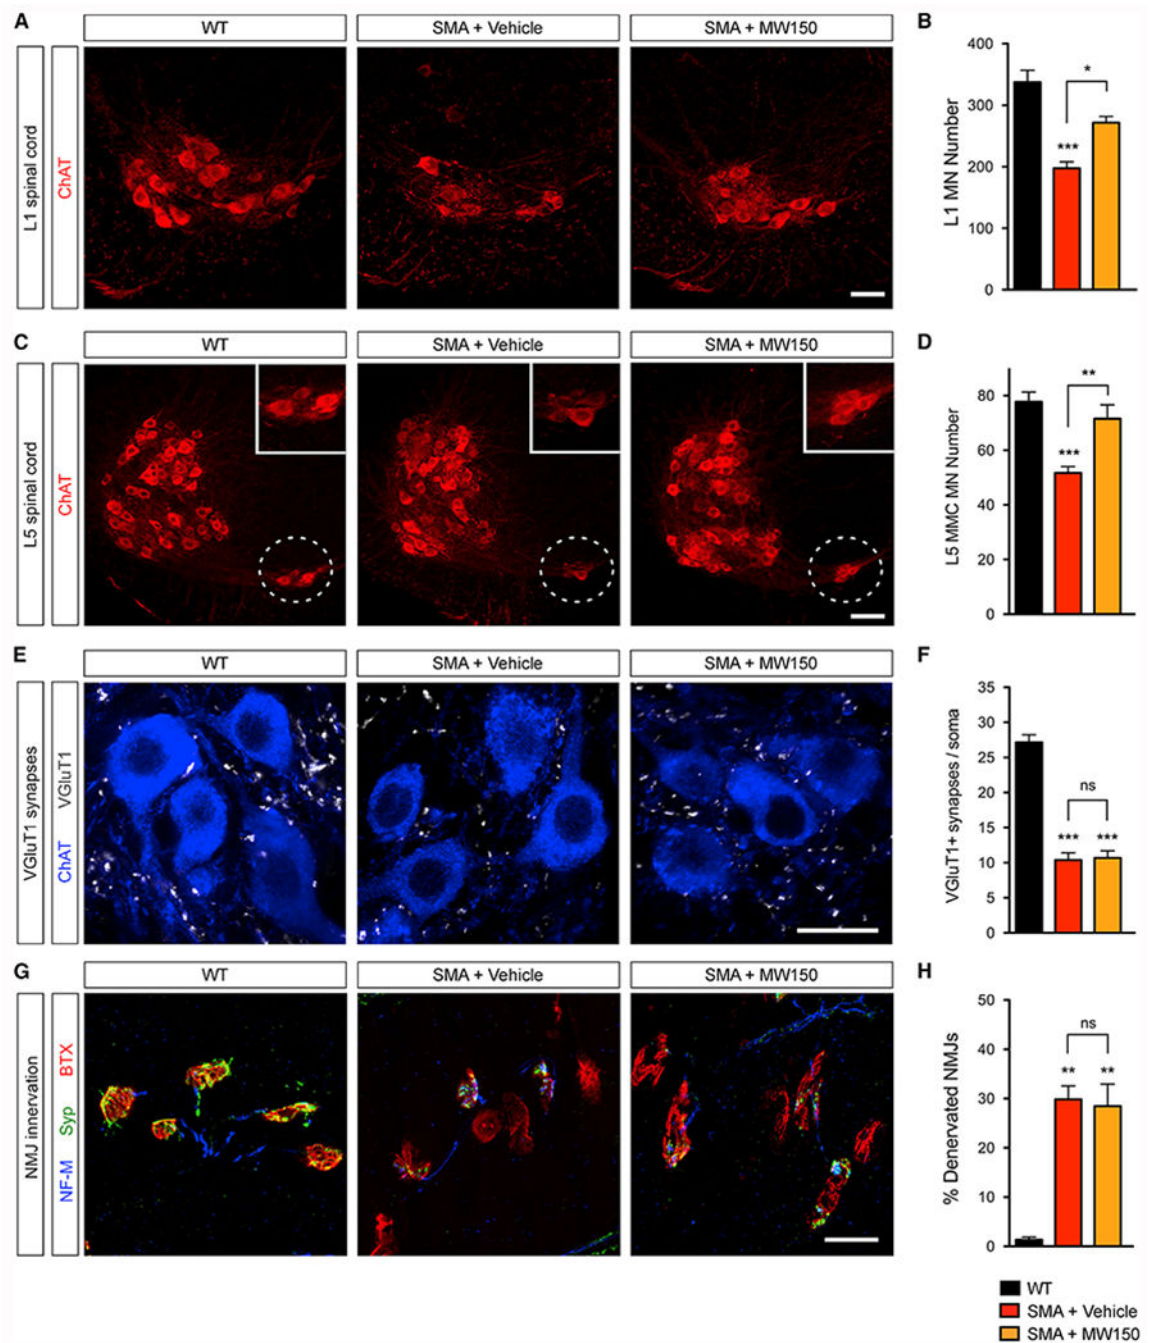 A
WT
SMA + Vehicle
SMA + MW150
L1 spinal cord
ChAT
B
400
300
200
100
0
L1 MN Number
*
***
C
WT
SMA + Vehicle
SMA + MW150
L5 spinal cord
ChAT
D
80
60
40
20
0
L5 MMC MN Number
**
***
E
WT
SMA + Vehicle
SMA + MW150
VGluT1 synapses
ChAT VGluT1
F
35
30
25
20
15
10
5
0
VGluT1+ synapses / soma
ns
*** ***
G
WT
SMA + Vehicle
SMA + MW150
NMJ innervation
NF-M Syp BTX
H
50
40
30
20
10
0
% Denervated NMJs
ns
** **
WT
SMA + Vehicle
SMA + MW150